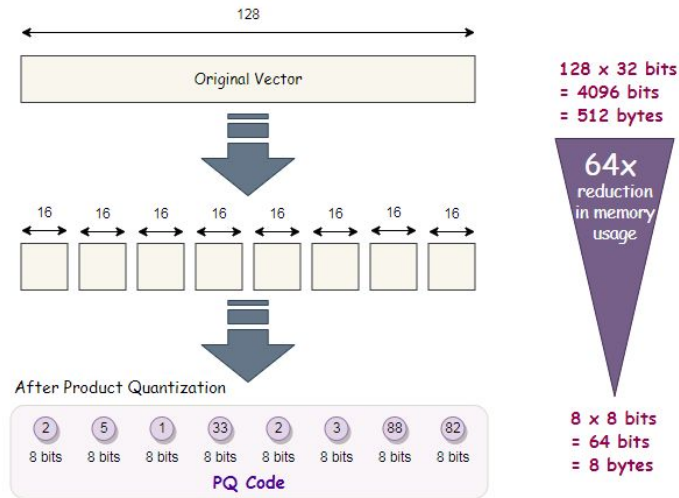 128
Original Vector
128 x 32 bits
= 4096 bits
= 512 bytes
64x
reduction
in memory
usage
16 16 16 16 16 16 16 16
After Product Quantization
2 5 1 33 2 3 88 82
8 bits 8 bits 8 bits 8 bits 8 bits 8 bits 8 bits 8 bits
PQ Code
8 x 8 bits
= 64 bits
= 8 bytes